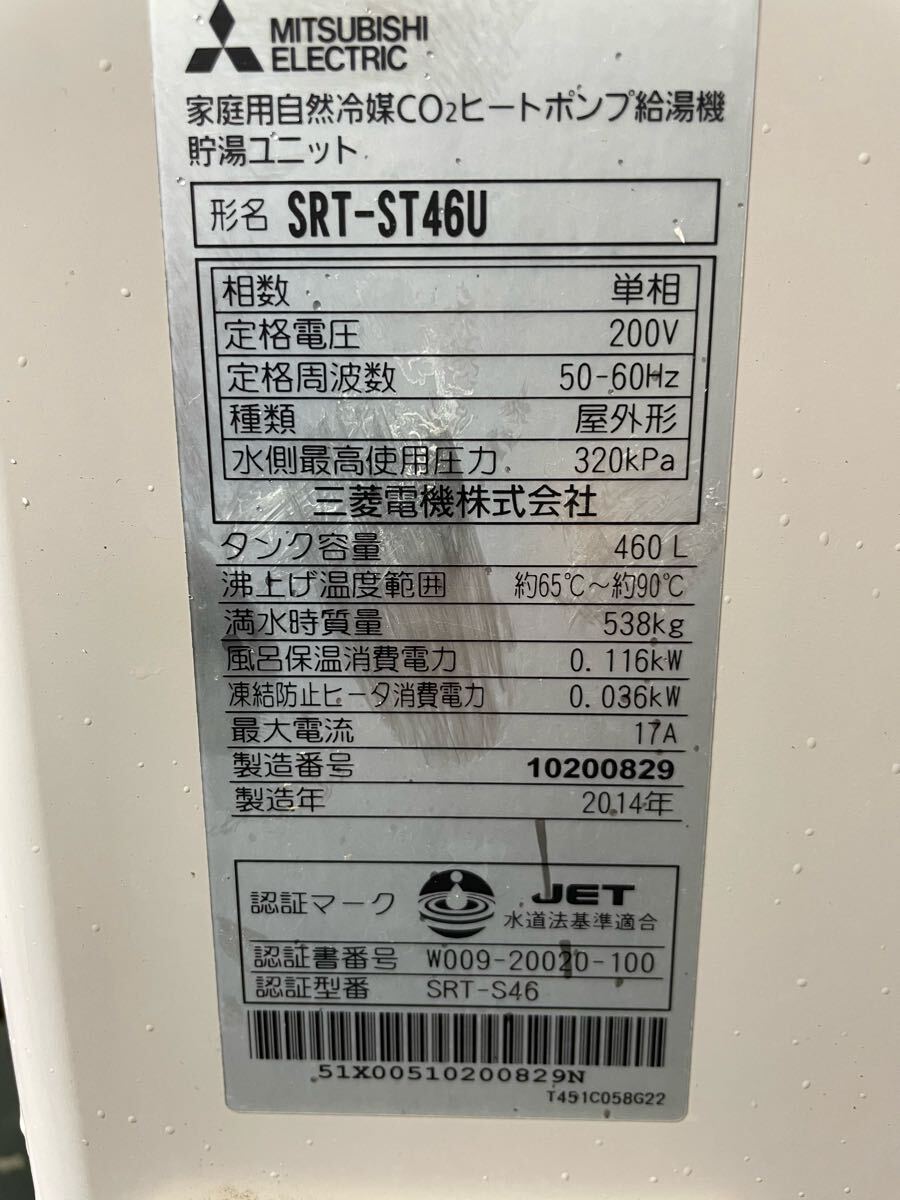 MITSUBISHI
ELECTRIC
家庭用自然冷媒CO₂ヒートポンプ給湯機
貯湯ユニット
形名 SRT-ST46U
相数 単相
定格電圧 200V
定格周波数 50-60Hz
種類 屋外形
水側最高使用圧力 320kPa
三菱電機株式会社
タンク容量 460L
沸上げ温度範囲 約65℃～約90℃
満水時質量 538kg
風呂保温消費電力 0.116kW
凍結防止ヒータ消費電力 0.036kW
最大電流 17A
製造番号 10200829
製造年 2014年
認証マーク JET
水道法基準適合
認証書番号 W009-20020-100
認証型番 SRT-S46
51X00510200829N
T451C058G22